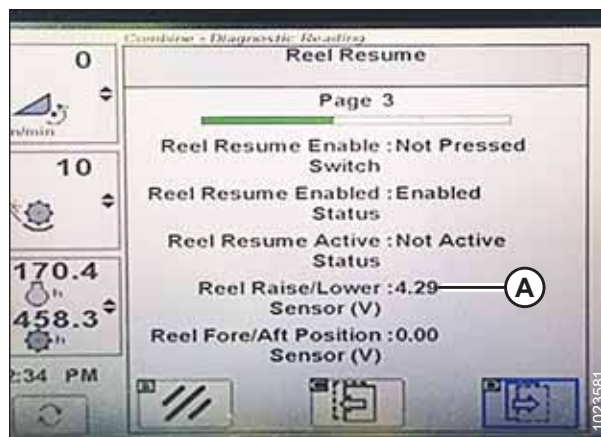 Combine - Diagnostic Reading
Reel Resume
Page 3
Reel Resume Enable :Not Pressed
Switch
Reel Resume Enabled :Enabled
Status
Reel Resume Active :Not Active
Status
Reel Raise/Lower :4.29
Sensor (V)
Reel Fore/Aft Position :0.00
Sensor (V)
A
0
10
170.4
h
458.3
h
2:34 PM
1023581